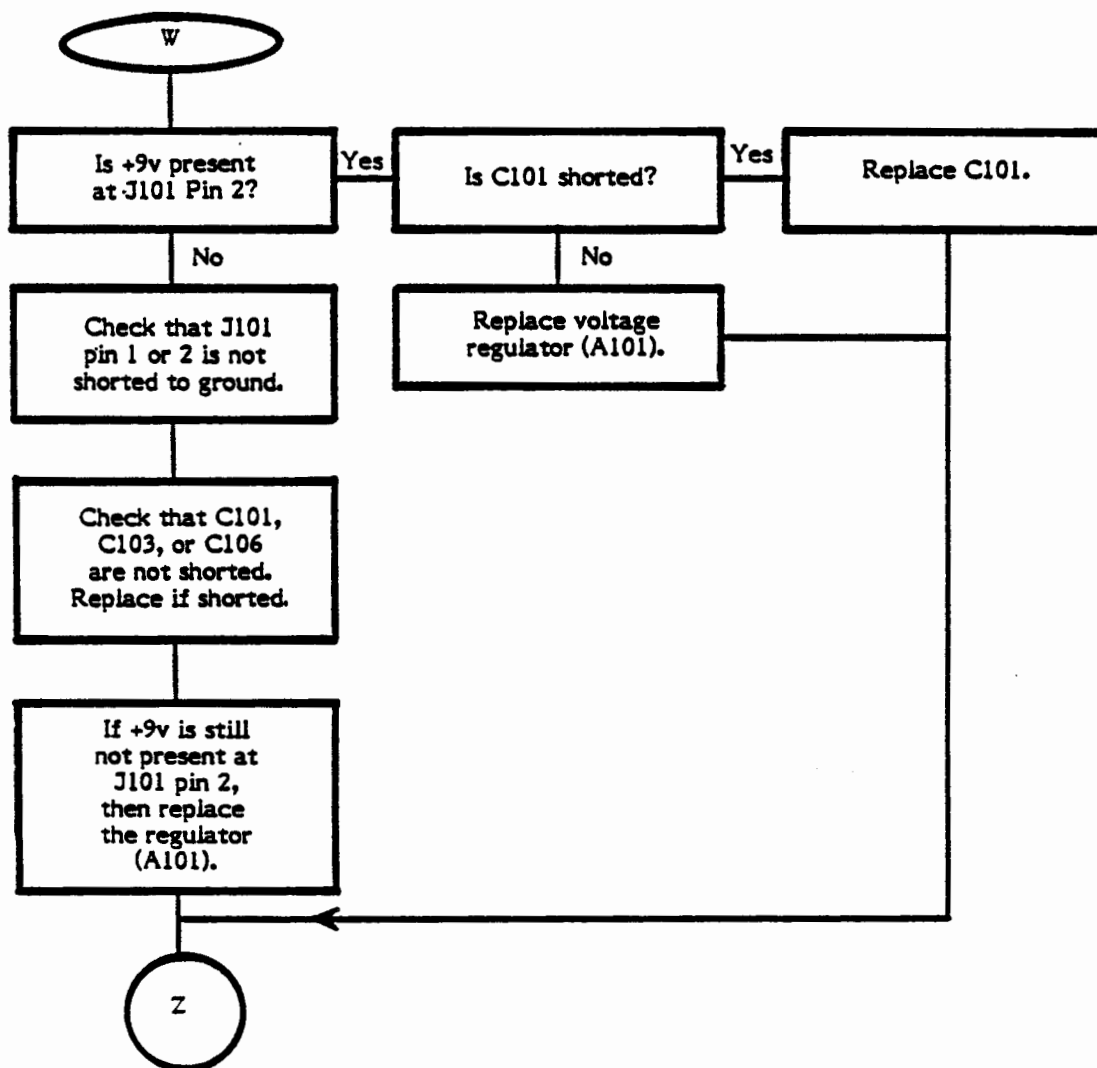 W
Is +9v present
at J101 Pin 2?
Yes
Is C101 shorted?
Yes
Replace C101.
No
No
Check that J101
pin 1 or 2 is not
shorted to ground.
Replace voltage
regulator (A101).
Check that C101,
C103, or C106
are not shorted.
Replace if shorted.
If +9v is still
not present at
J101 pin 2,
then replace
the regulator
(A101).
Z